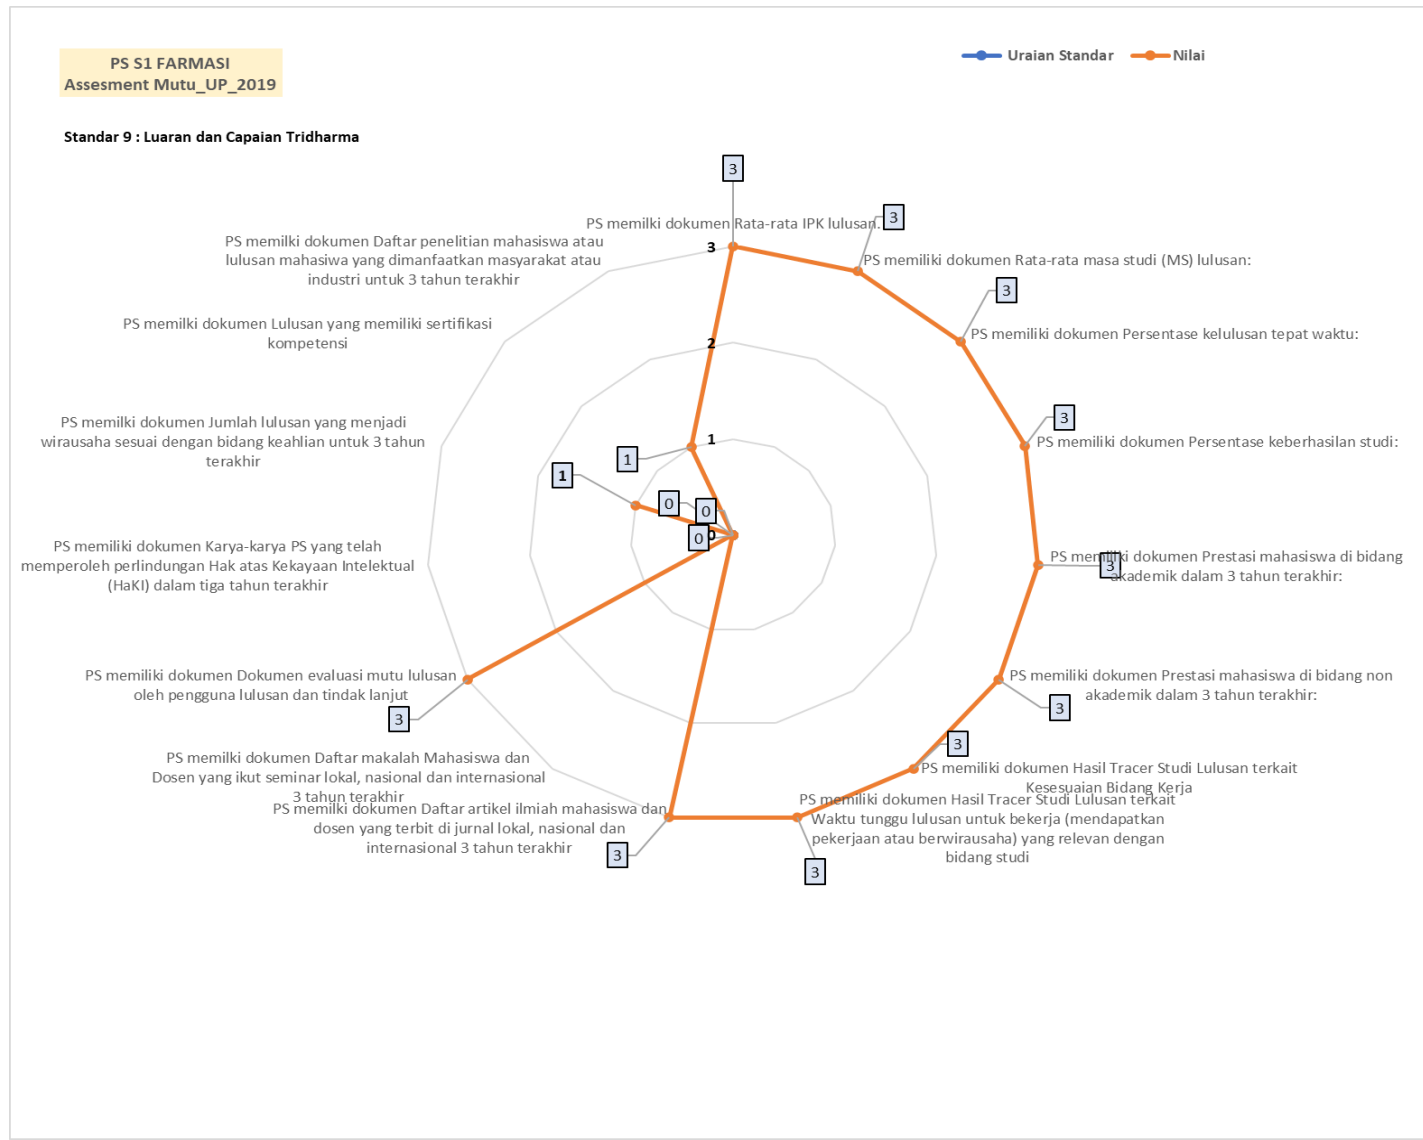 PS S1 FARMASI
Assesment Mutu_UP_2019
Uraian Standar
Nilai
Standar 9 : Luaran dan Capaian Tridharma
3
PS memilki dokumen Rata-rata IPK lulusan.
3
PS memiliki dokumen Rata-rata masa studi (MS) lulusan:
3
PS memiliki dokumen Persentase kelulusan tepat waktu:
3
PS memiliki dokumen Persentase keberhasilan studi:
3
PS memiliki dokumen Prestasi mahasiswa di bidang
akademik dalam 3 tahun terakhir:
3
PS memiliki dokumen Prestasi mahasiswa di bidang non
akademik dalam 3 tahun terakhir:
3
PS memiliki dokumen Hasil Tracer Studi Lulusan terkait
Kesesuaian Bidang Kerja
3
PS memiliki dokumen Hasil Tracer Studi Lulusan terkait
Waktu tunggu lulusan untuk bekerja (mendapatkan
pekerjaan atau berwirausaha) yang relevan dengan
bidang studi
3
PS memilki dokumen Daftar artikel ilmiah mahasiswa dan
dosen yang terbit di jurnal lokal, nasional dan
internasional 3 tahun terakhir
3
PS memilki dokumen Daftar makalah Mahasiswa dan
Dosen yang ikut seminar lokal, nasional dan internasional
3 tahun terakhir
0
PS memiliki dokumen Dokumen evaluasi mutu lulusan
oleh pengguna lulusan dan tindak lanjut
3
PS memiliki dokumen Karya-karya PS yang telah
memperoleh perlindungan Hak atas Kekayaan Intelektual
(HaKI) dalam tiga tahun terakhir
0
PS memilki dokumen Jumlah lulusan yang menjadi
wirausaha sesuai dengan bidang keahlian untuk 3 tahun
terakhir
1
PS memilki dokumen Lulusan yang memiliki sertifikasi
kompetensi
0
PS memilki dokumen Daftar penelitian mahasiswa atau
lulusan mahasiwa yang dimanfaatkan masyarakat atau
industri untuk 3 tahun terakhir
1
3
2
1
0